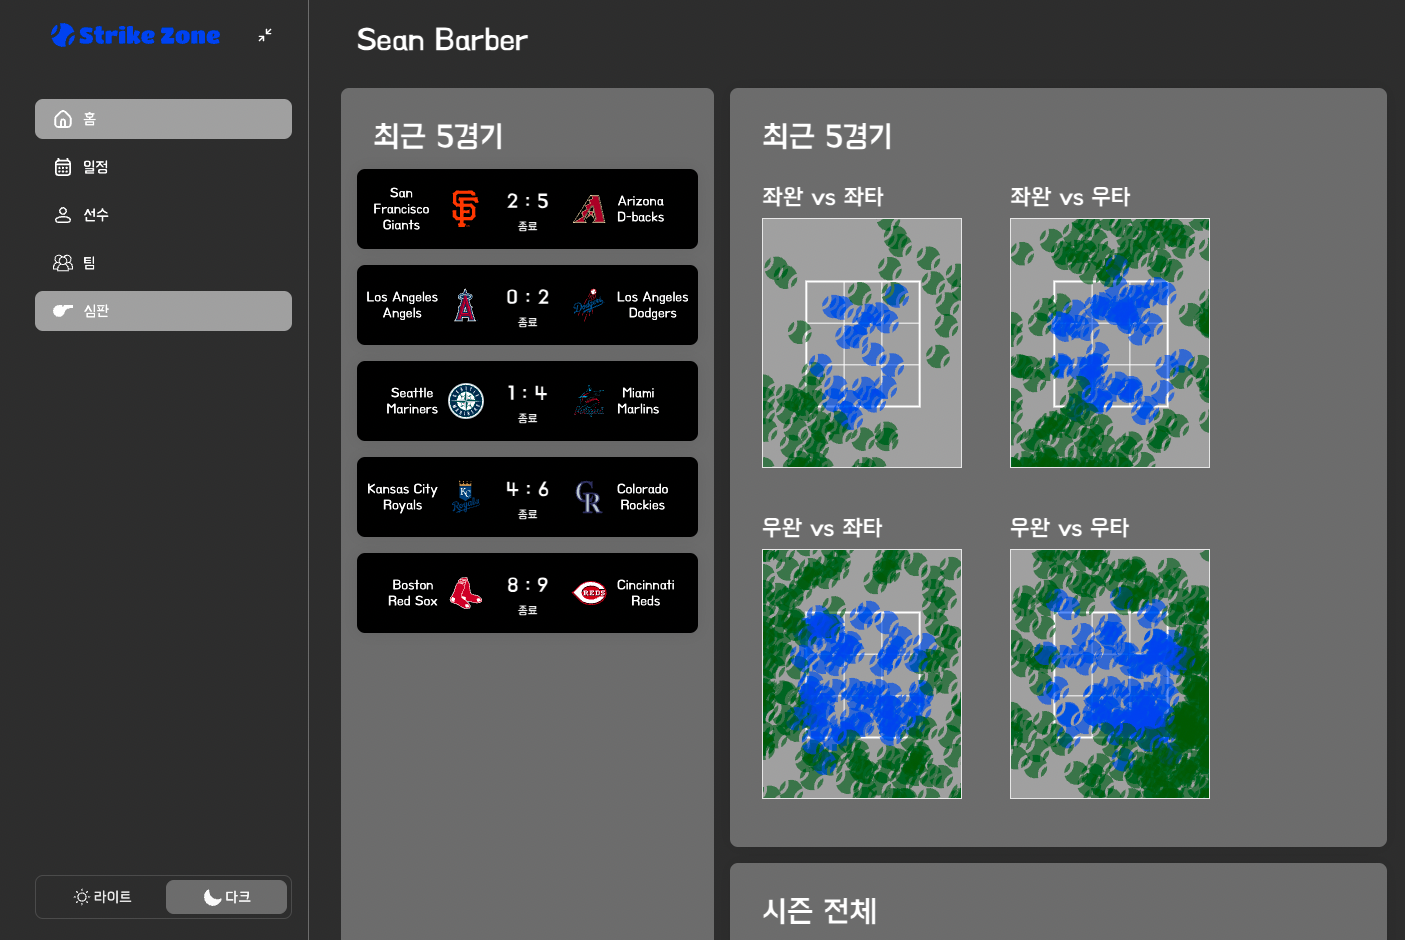 Strike Zone
홈
일정
선수
팀
심판
라이트
다크
Sean Barber
최근 5경기
San
Francisco
Giants
2 : 5
종료
Arizona
D-backs
Los Angeles
Angels
0 : 2
종료
Los Angeles
Dodgers
Seattle
Mariners
1 : 4
종료
Miami
Marlins
Kansas City
Royals
4 : 6
종료
Colorado
Rockies
Boston
Red Sox
8 : 9
종료
Cincinnati
Reds
최근 5경기
좌완 vs 좌타
좌완 vs 우타
우완 vs 좌타
우완 vs 우타
시즌 전체